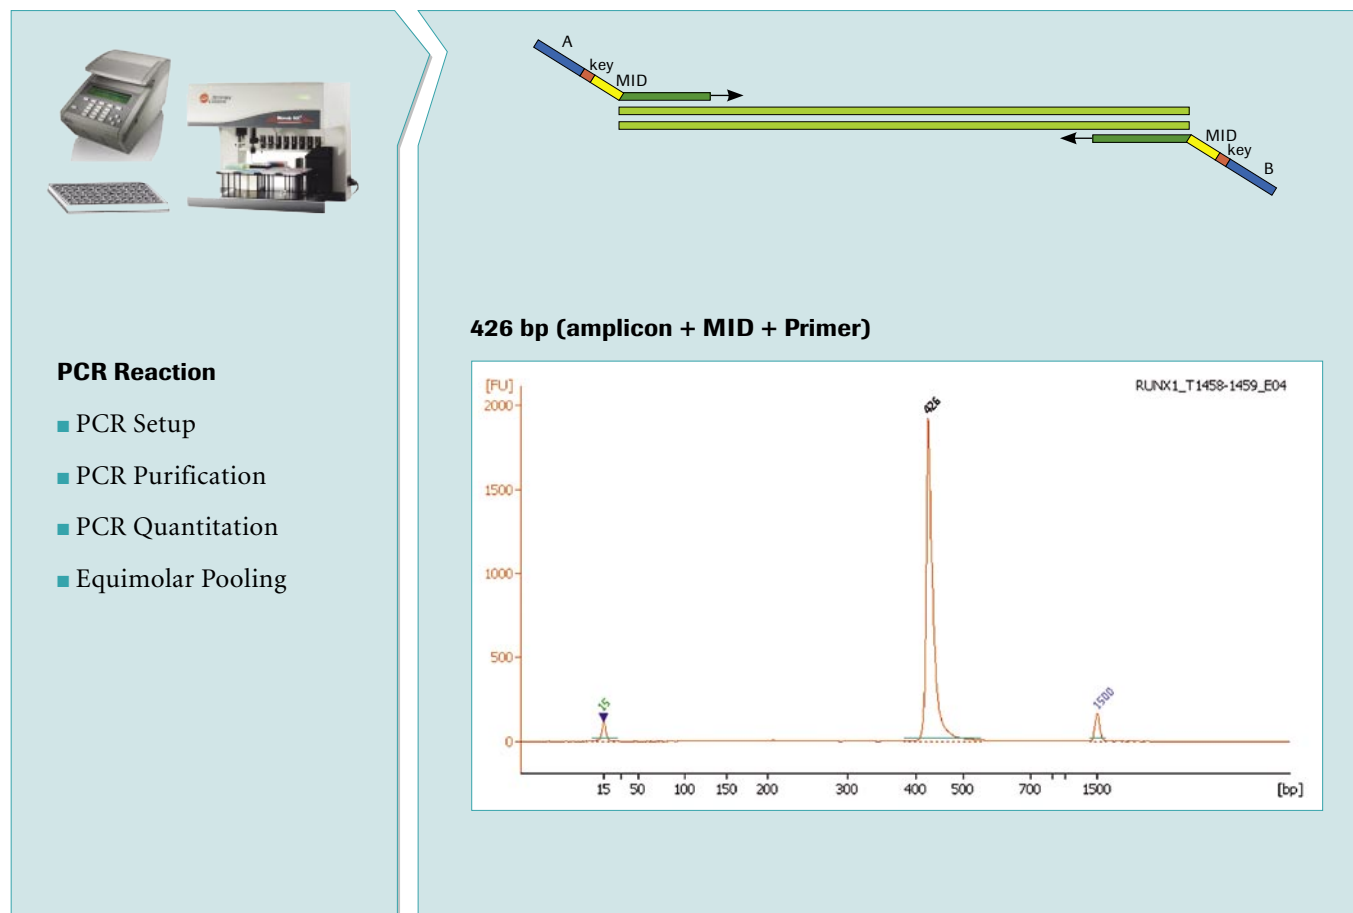 PCR Reaction
PCR Setup
PCR Purification
PCR Quantitation
Equimolar Pooling
A
key
MID
MID
key
B
426 bp (amplicon + MID + Primer)
[FU]
RUNX1_T1458-1459_E04
2000
1500
1000
500
0
15
426
1500
15 50 100 150 200 300 400 500 700 1500 [bp]